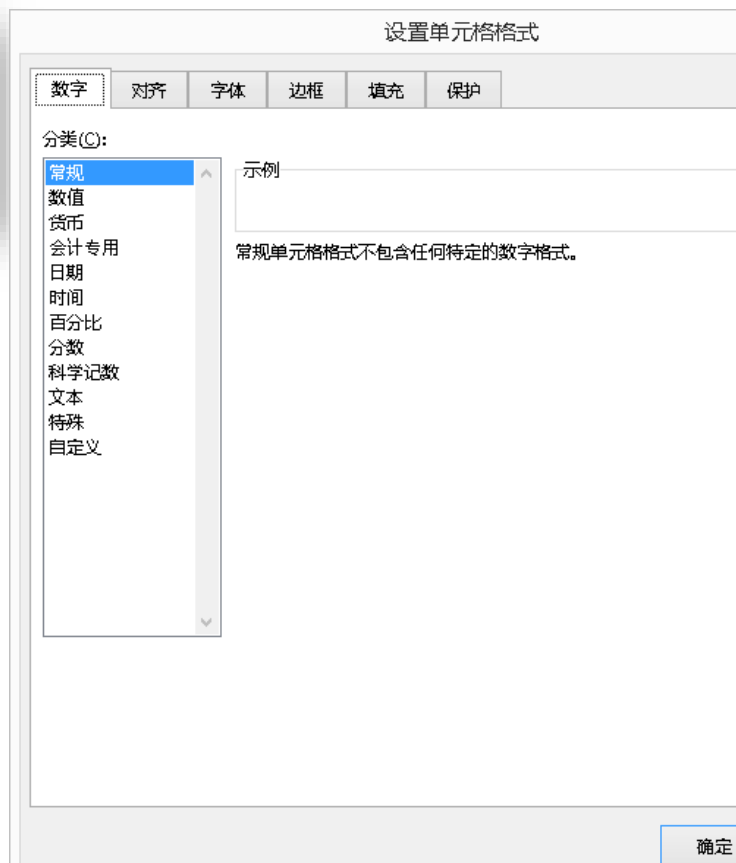 设置单元格格式
数字 对齐 字体 边框 填充 保护
分类(C):
常规
数值
货币
会计专用
日期
时间
百分比
分数
科学记数
文本
特殊
自定义
示例
常规单元格格式不包含任何特定的数字格式。
确定